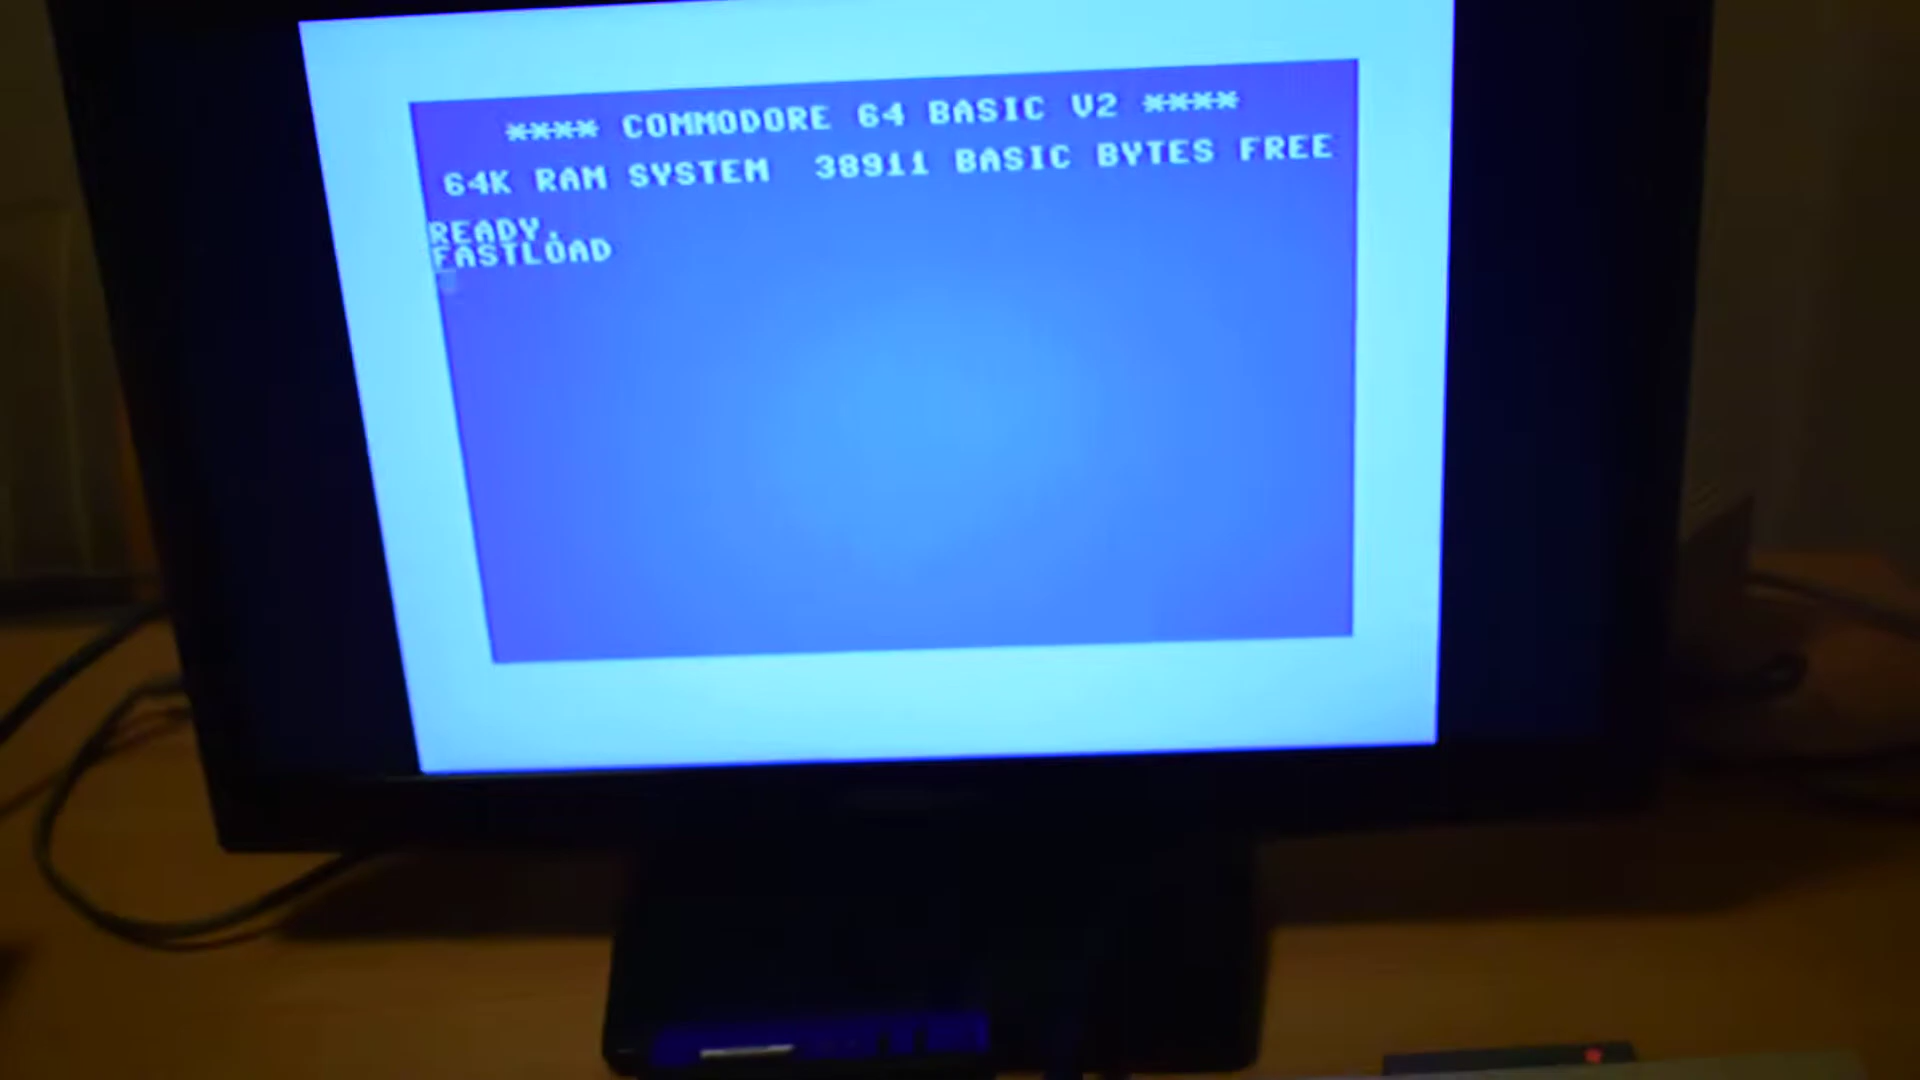 **** COMMODORE 64 BASIC V2 ****
64K RAM SYSTEM  38911 BASIC BYTES FREE
READY.
FASTLOAD